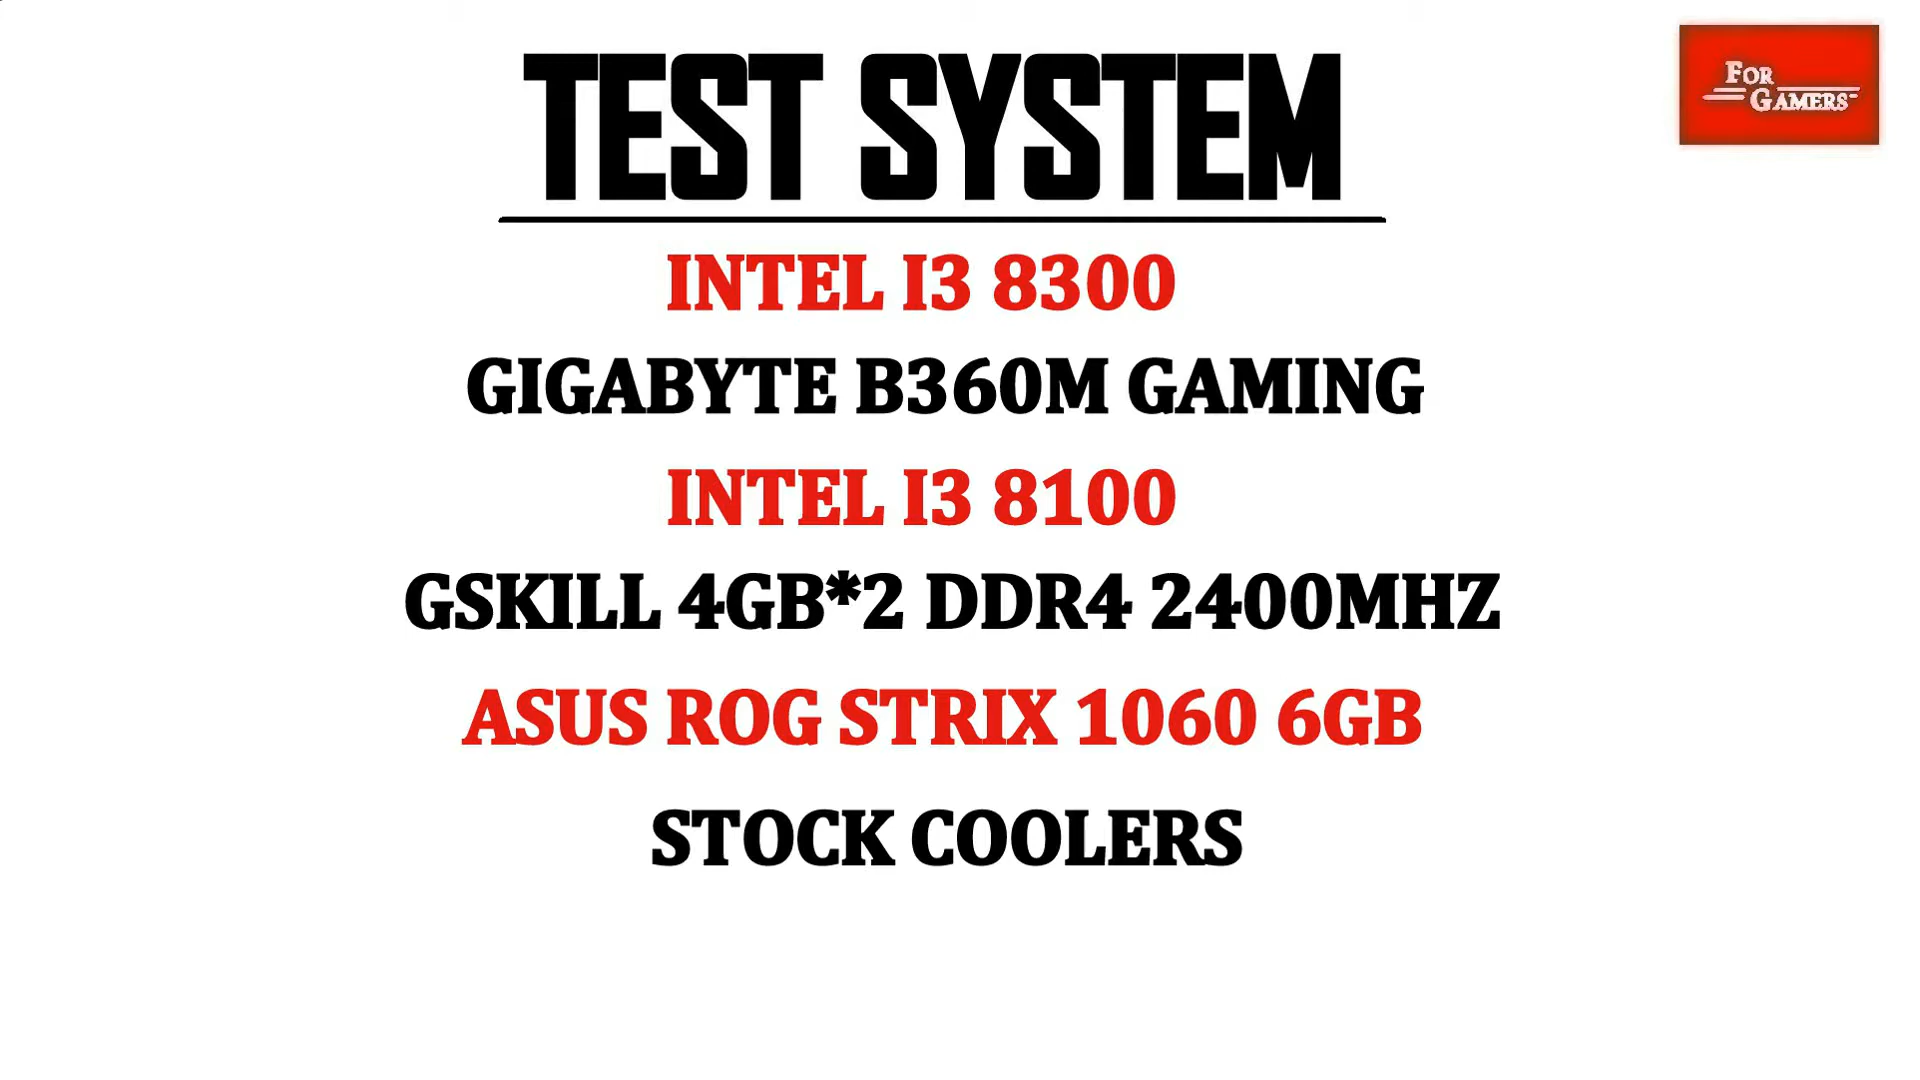 TEST SYSTEM
FOR
GAMERS
INTEL I3 8300
GIGABYTE B360M GAMING
INTEL I3 8100
GSKILL 4GB*2 DDR4 2400MHZ
ASUS ROG STRIX 1060 6GB
STOCK COOLERS